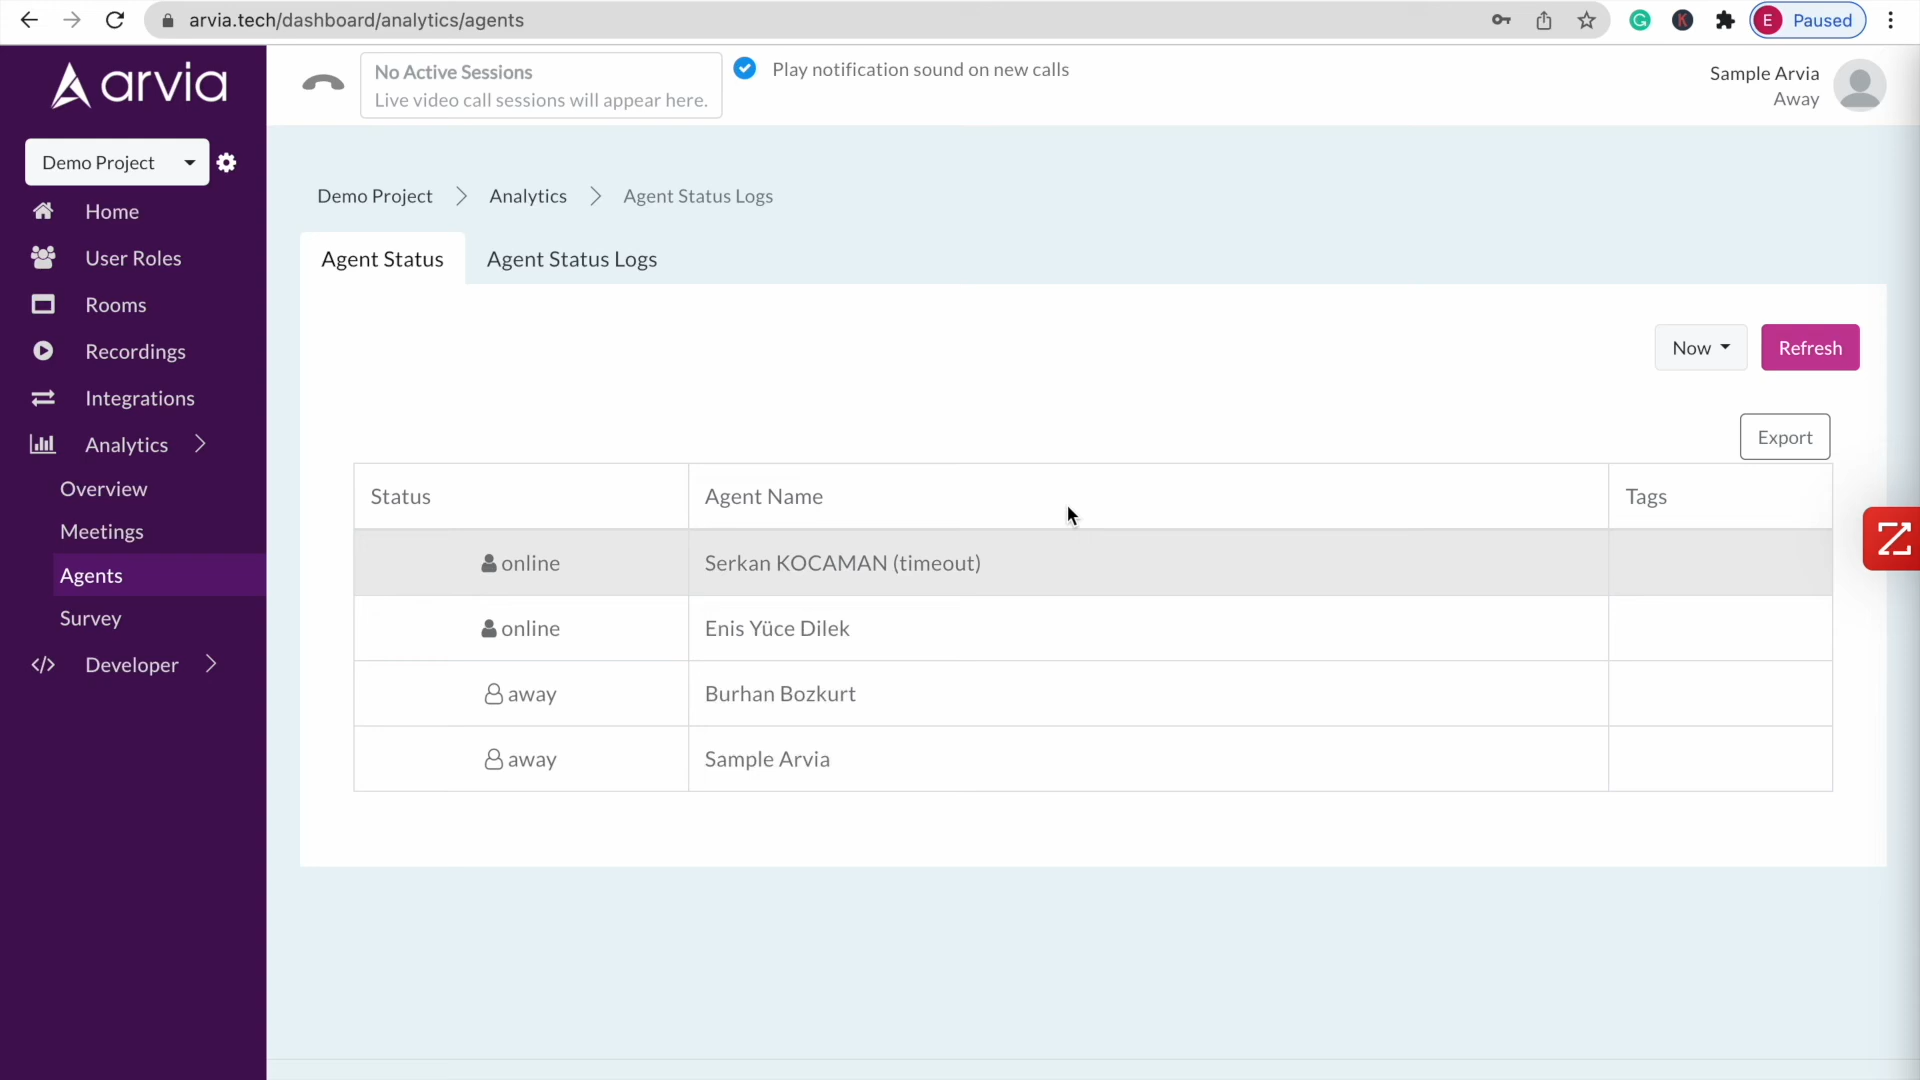 arvia.tech/dashboard/analytics/agents
E Paused
arvia
No Active Sessions
Live video call sessions will appear here.
Play notification sound on new calls
Sample Arvia
Away
Demo Project
Home
User Roles
Rooms
Recordings
Integrations
Analytics
Overview
Meetings
Agents
Survey
Developer
Demo Project Analytics Agent Status Logs
Agent Status Agent Status Logs
Now Refresh
Export
Status Agent Name Tags
online Serkan KOCAMAN (timeout)
online Enis Yüce Dilek
away Burhan Bozkurt
away Sample Arvia